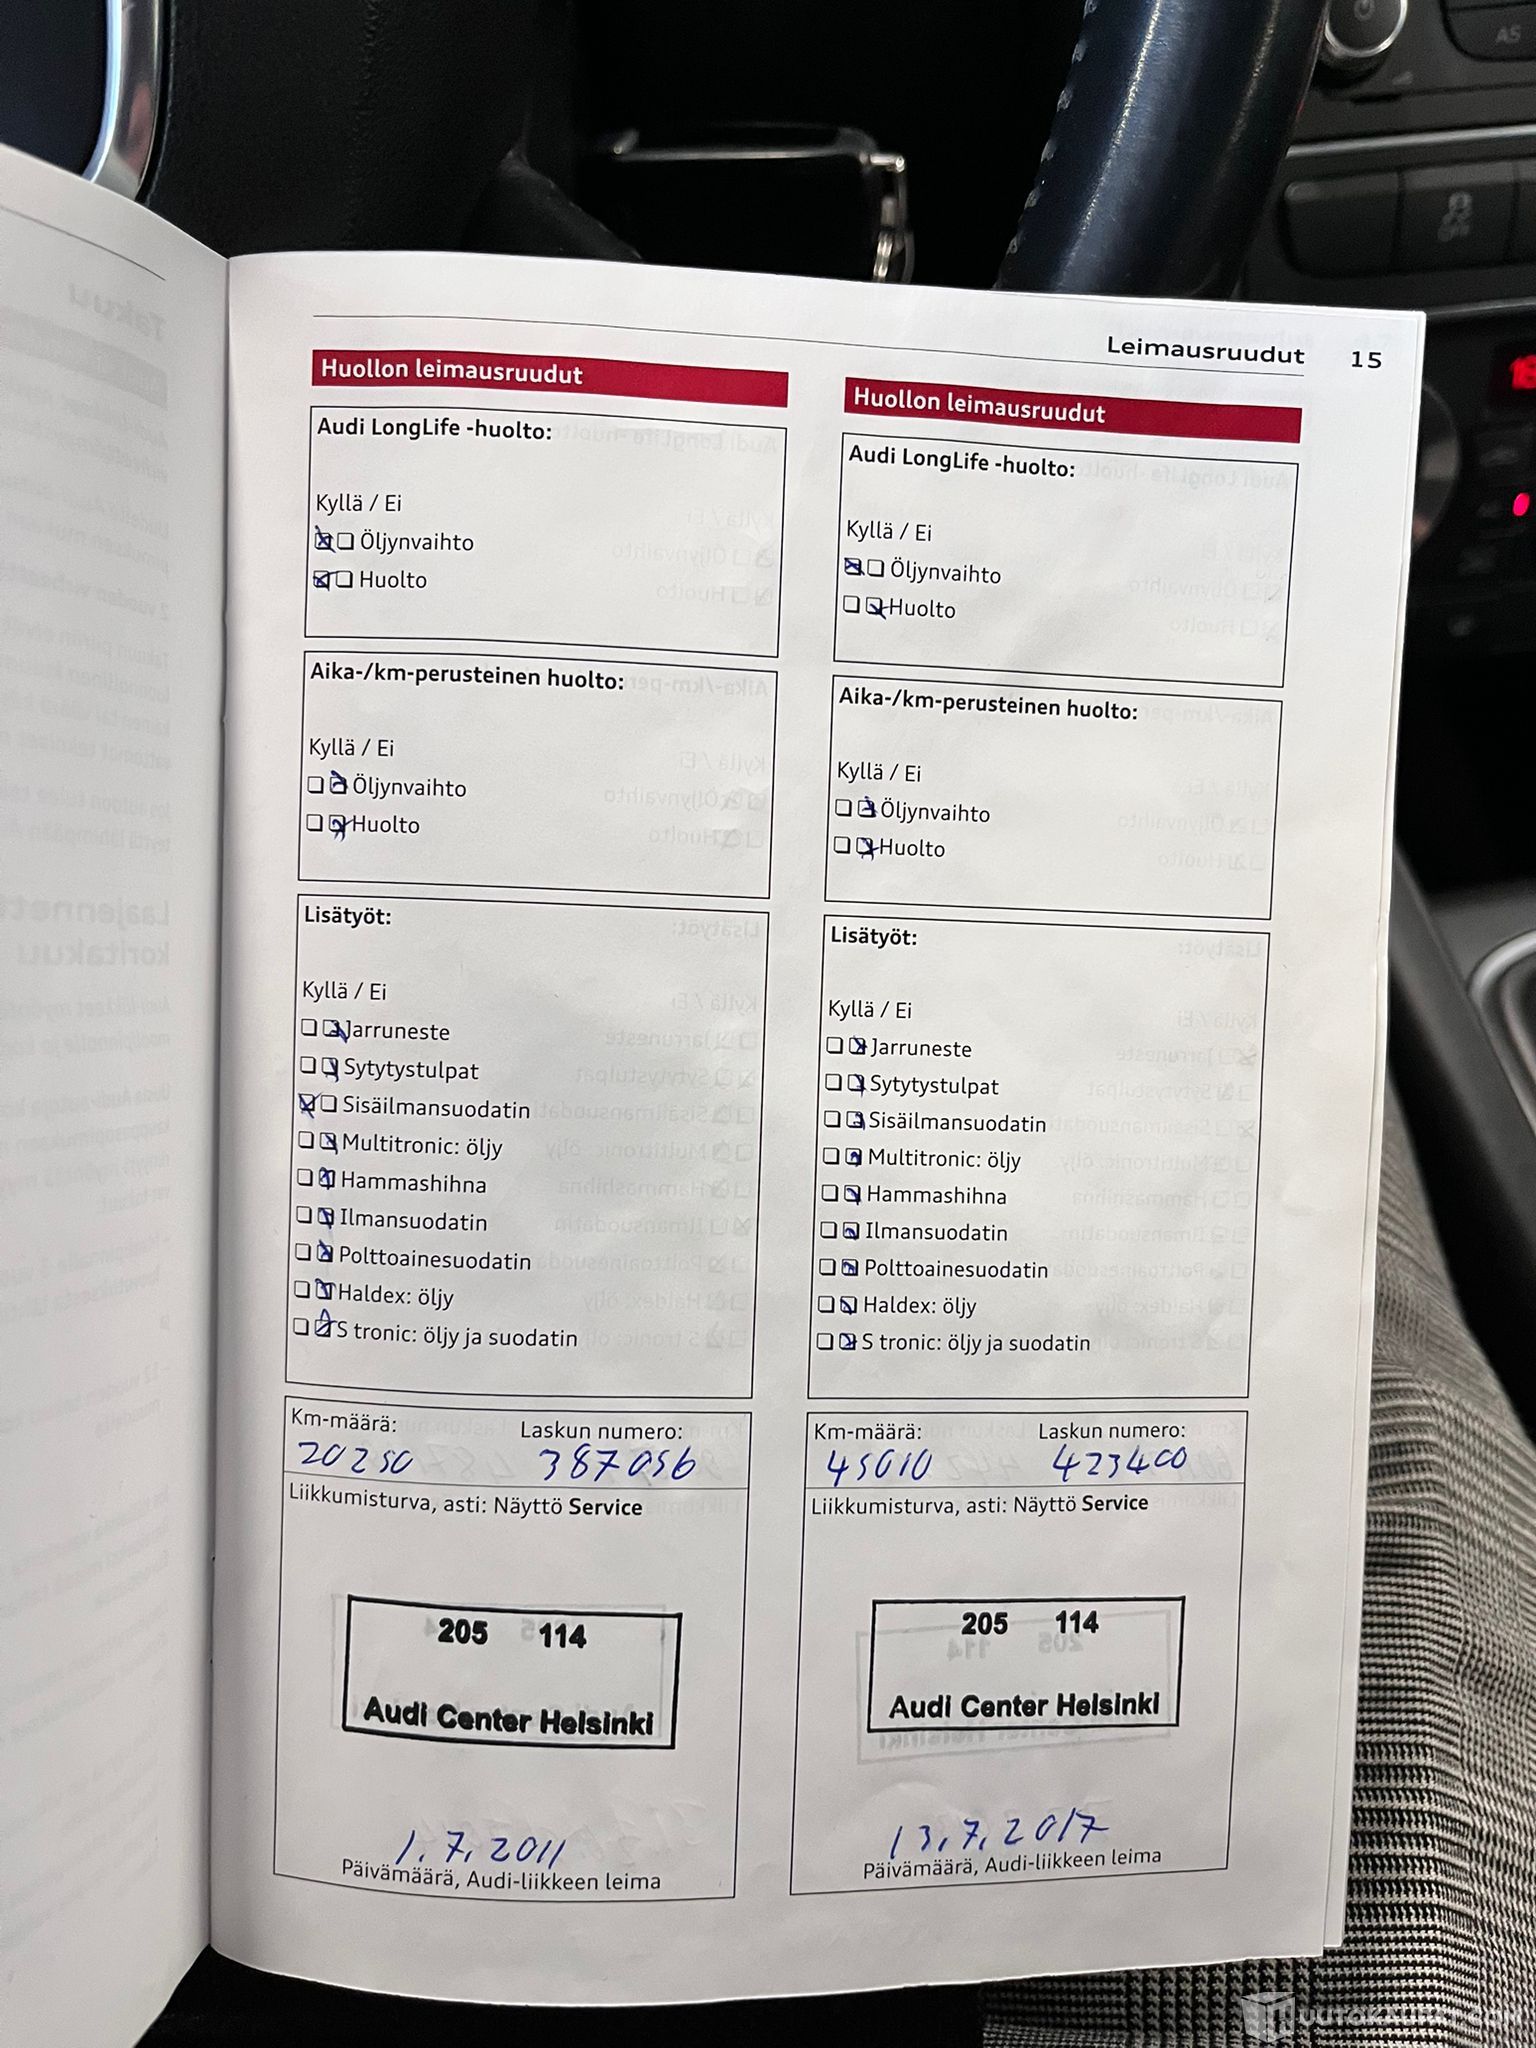 Leimausruudut 15
Huollon leimausruudut
Audi LongLife -huolto:
Kyllä / Ei
Öljynvaihto
Huolto
Aika-/km-perusteinen huolto:
Kyllä / Ei
Öljynvaihto
Huolto
Lisätyöt:
Kyllä / Ei
Jarruneste
Sytytystulpat
Sisäilmansuodatin
Multitronic: öljy
Hammashihna
Ilmansuodatin
Polttoainesuodatin
Haldex: öljy
S tronic: öljy ja suodatin
Km-määrä: Laskun numero:
20250 387056
Liikkumisturva, asti: Näyttö Service
205 114
Audi Center Helsinki
1.7.2011
Päivämäärä, Audi-liikkeen leima
Huollon leimausruudut
Audi LongLife -huolto:
Kyllä / Ei
Öljynvaihto
Huolto
Aika-/km-perusteinen huolto:
Kyllä / Ei
Öljynvaihto
Huolto
Lisätyöt:
Kyllä / Ei
Jarruneste
Sytytystulpat
Sisäilmansuodatin
Multitronic: öljy
Hammashihna
Ilmansuodatin
Polttoainesuodatin
Haldex: öljy
S tronic: öljy ja suodatin
Km-määrä: Laskun numero:
45010 423400
Liikkumisturva, asti: Näyttö Service
205 114
Audi Center Helsinki
13.7.2017
Päivämäärä, Audi-liikkeen leima
Takuu
Laajennettu
koritakuu